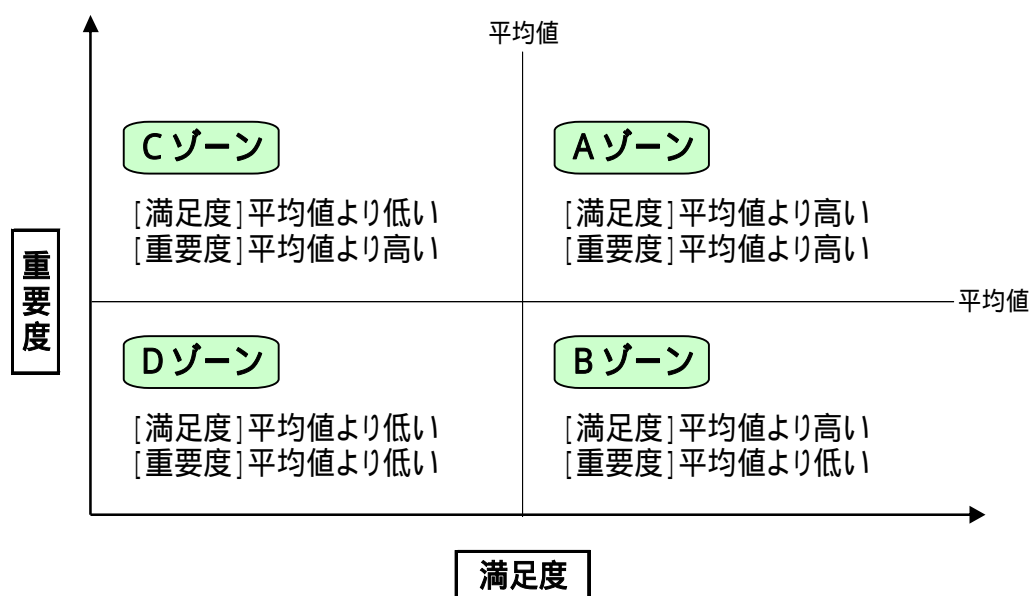 平均値
Cゾーン
[満足度]平均値より低い
[重要度]平均値より高い
Aゾーン
[満足度]平均値より高い
[重要度]平均値より高い
重要度
平均値
Dゾーン
[満足度]平均値より低い
[重要度]平均値より低い
Bゾーン
[満足度]平均値より高い
[重要度]平均値より低い
満足度